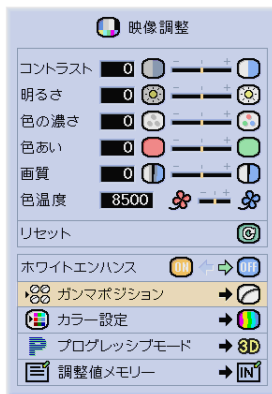 映像調整
コントラスト 0 - +
明るさ 0 - +
色の濃さ 0 - +
色あい 0 - +
画質 0 - +
色温度 8500 - +
リセット
ホワイトエンハンス ON OFF
ガンマポジション
カラー設定
プログレッシブモード 3D
調整値メモリー IN